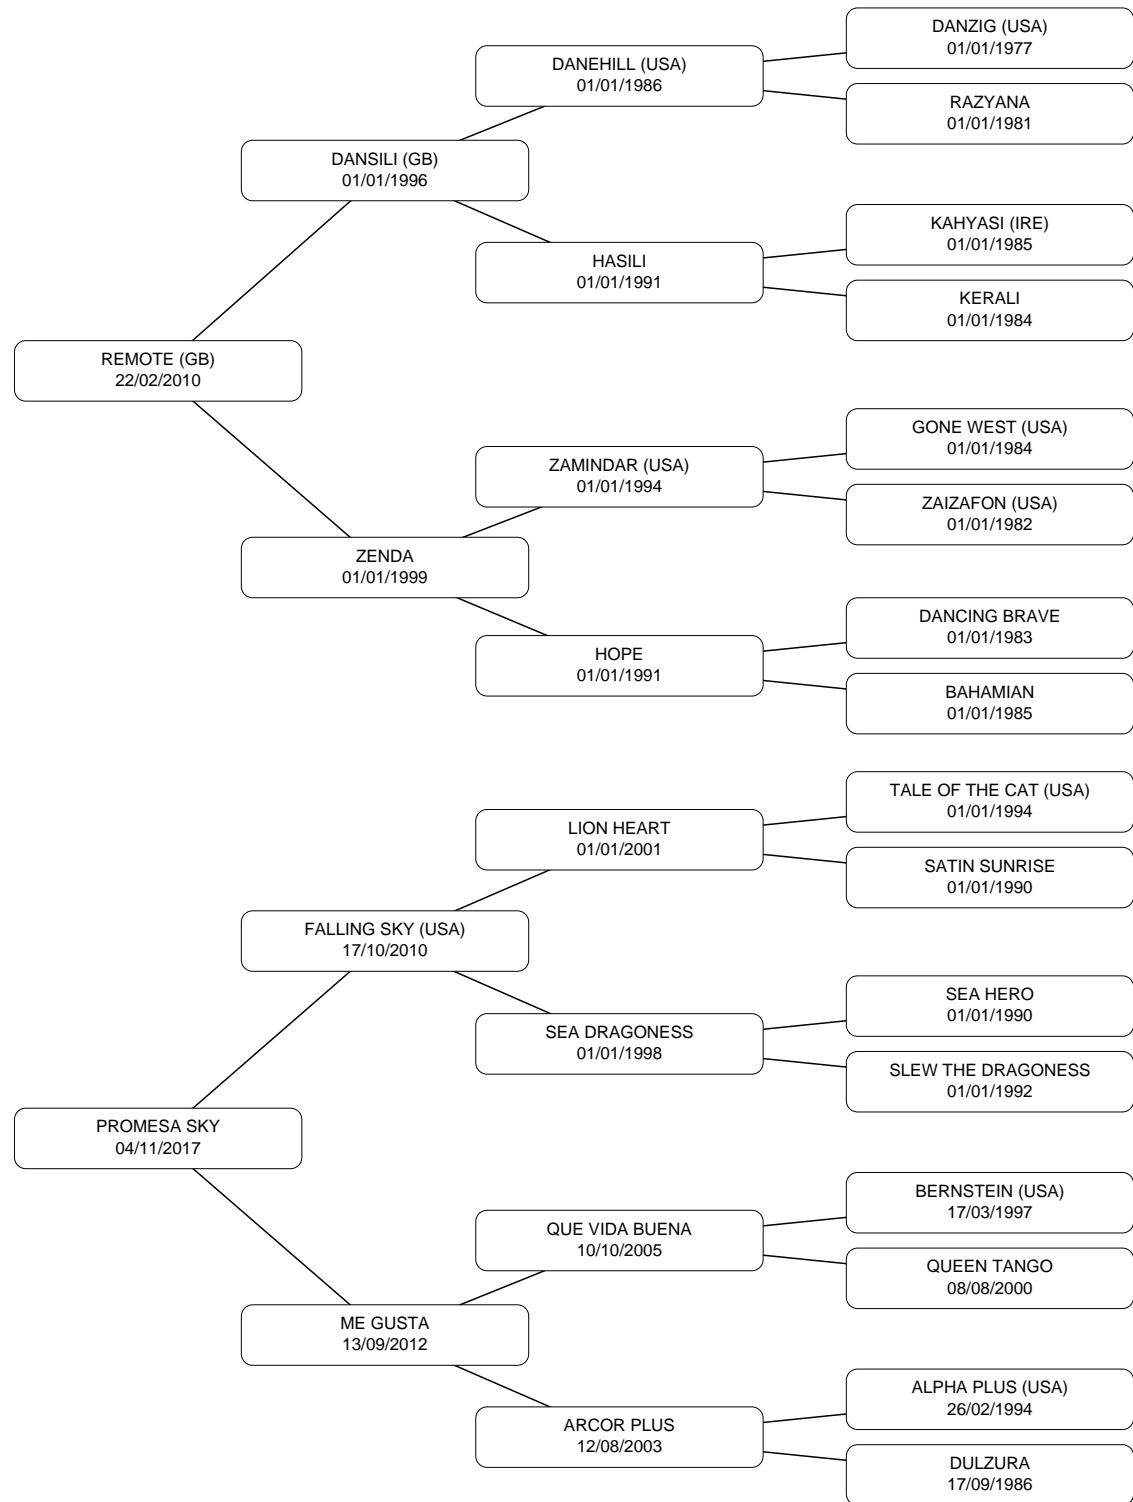 DANZIG (USA)
01/01/1977
DANEHILL (USA)
01/01/1986
RAZYANA
01/01/1981
DANSILI (GB)
01/01/1996
KAHYASI (IRE)
01/01/1985
HASILI
01/01/1991
KERALI
01/01/1984
REMOTE (GB)
22/02/2010
GONE WEST (USA)
01/01/1984
ZAMINDAR (USA)
01/01/1994
ZAIZAFON (USA)
01/01/1982
ZENDA
01/01/1999
DANCING BRAVE
01/01/1983
HOPE
01/01/1991
BAHAMIAN
01/01/1985
TALE OF THE CAT (USA)
01/01/1994
LION HEART
01/01/2001
SATIN SUNRISE
01/01/1990
FALLING SKY (USA)
17/10/2010
SEA HERO
01/01/1990
SEA DRAGONESS
01/01/1998
SLEW THE DRAGONESS
01/01/1992
PROMESA SKY
04/11/2017
BERNSTEIN (USA)
17/03/1997
QUE VIDA BUENA
10/10/2005
QUEEN TANGO
08/08/2000
ME GUSTA
13/09/2012
ALPHA PLUS (USA)
26/02/1994
ARCOR PLUS
12/08/2003
DULZURA
17/09/1986